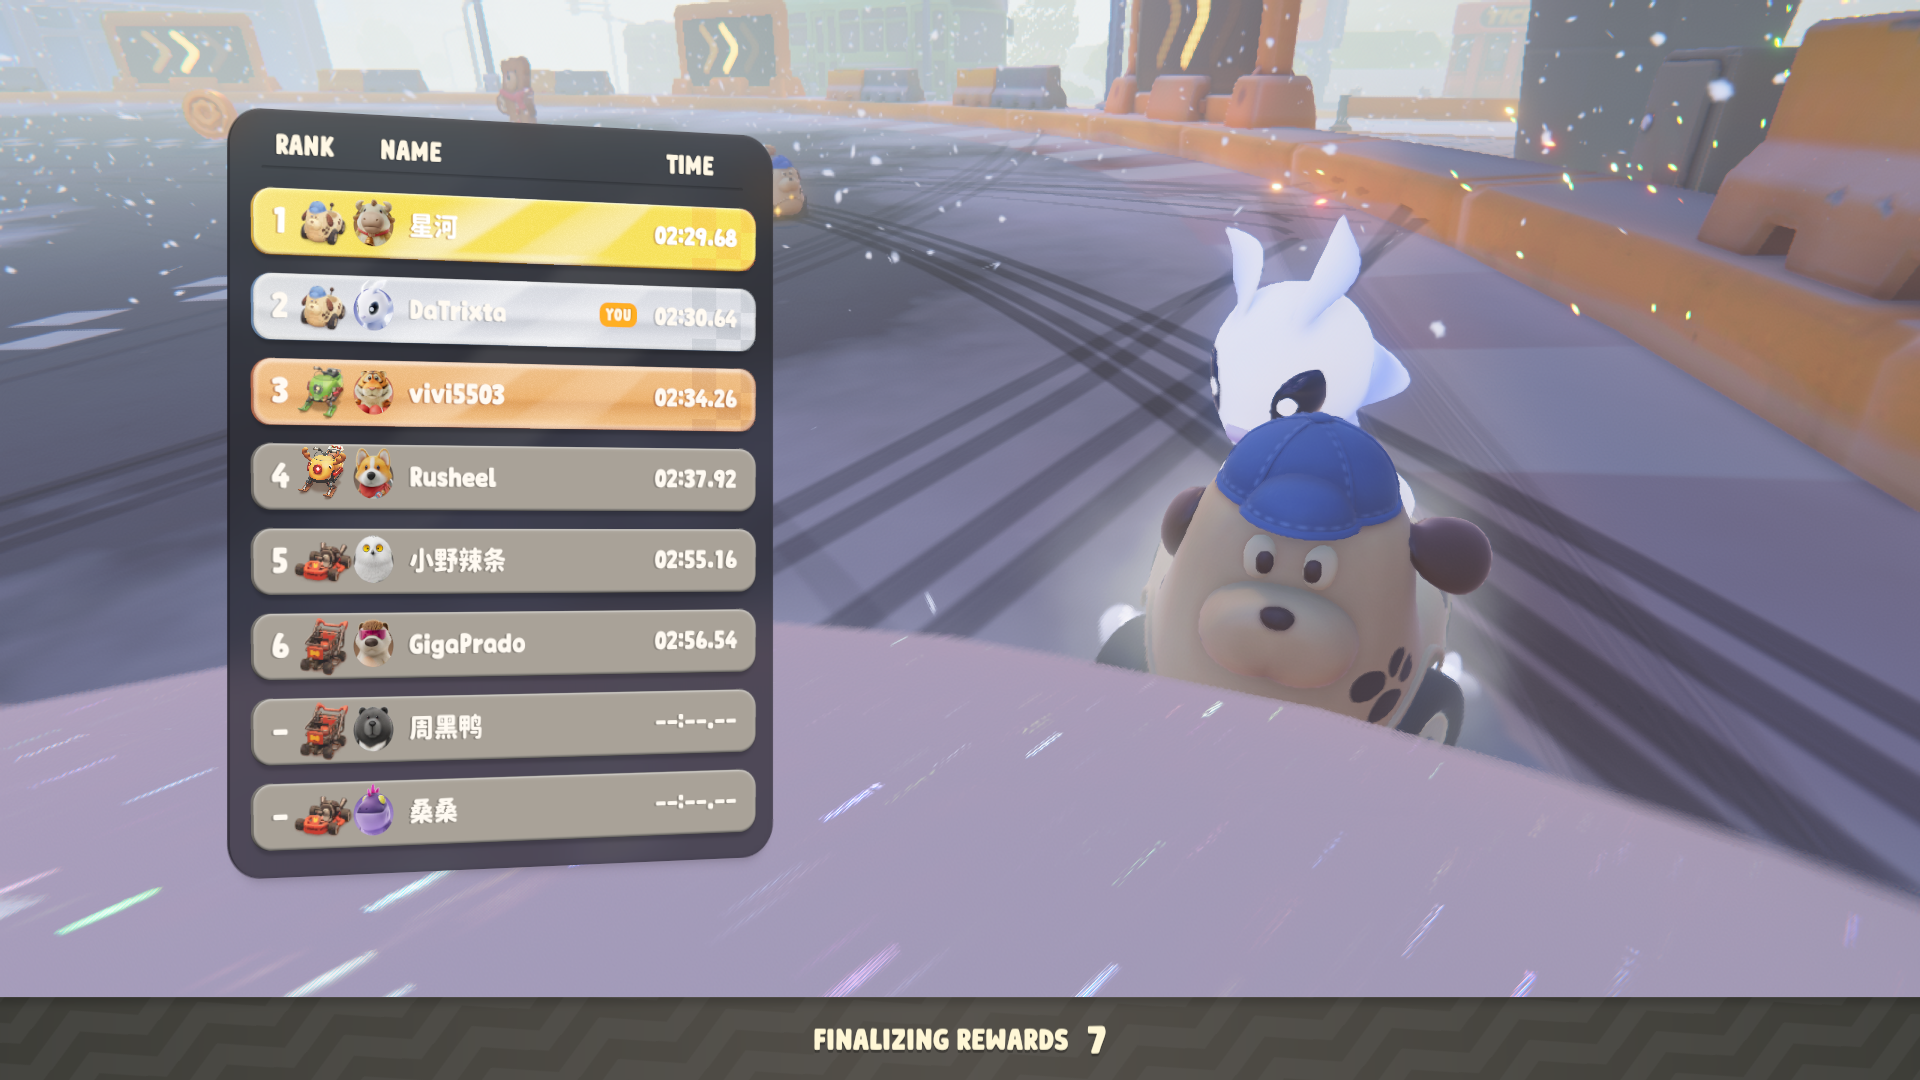 RANK NAME TIME
1 星河 02:29.68
2 DaTrixta YOU 02:30.64
3 vivi5503 02:34.26
4 Rusheel 02:37.92
5 小野辣条 02:55.16
6 GigaPrado 02:56.54
- 周黑鸭 --:--.--
- 桑桑 --:--.--
FINALIZING REWARDS 7